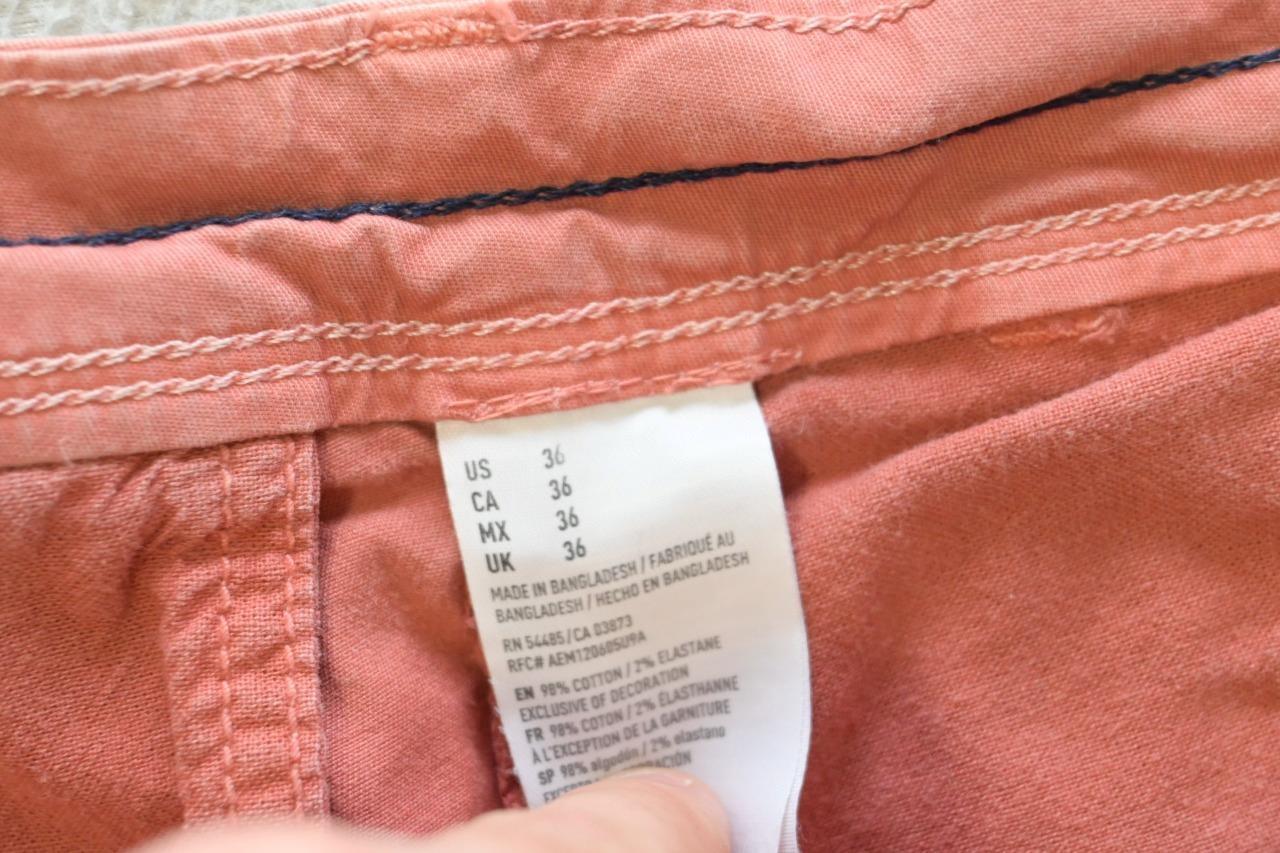 US 36
CA 36
MX 36
UK 36
MADE IN BANGLADESH / FABRIQUÉ AU
BANGLADESH / HECHO EN BANGLADESH
RN 54485/CA 03873
RFC# AEM120605U9A
EN 98% COTTON / 2% ELASTANE
EXCLUSIVE OF DECORATION
FR 98% COTON / 2% ÉLASTHANNE
À L'EXCEPTION DE LA GARNITURE
SP 98% algodón / 2% elastano